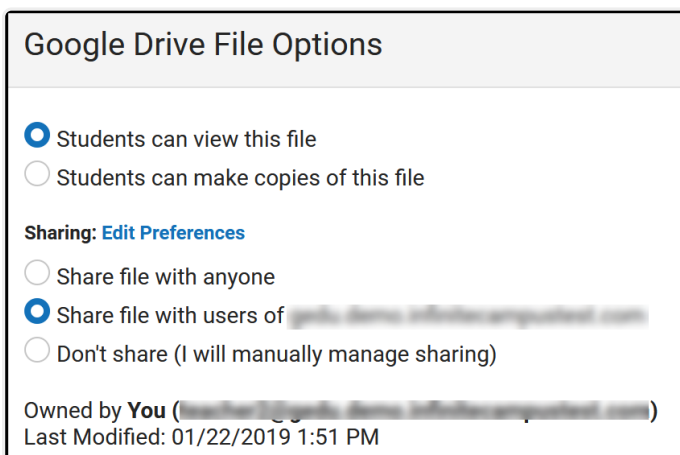 Google Drive File Options
Students can view this file
Students can make copies of this file
Sharing: Edit Preferences
Share file with anyone
Share file with users of
Don't share (I will manually manage sharing)
Owned by You (
)
Last Modified: 01/22/2019 1:51 PM